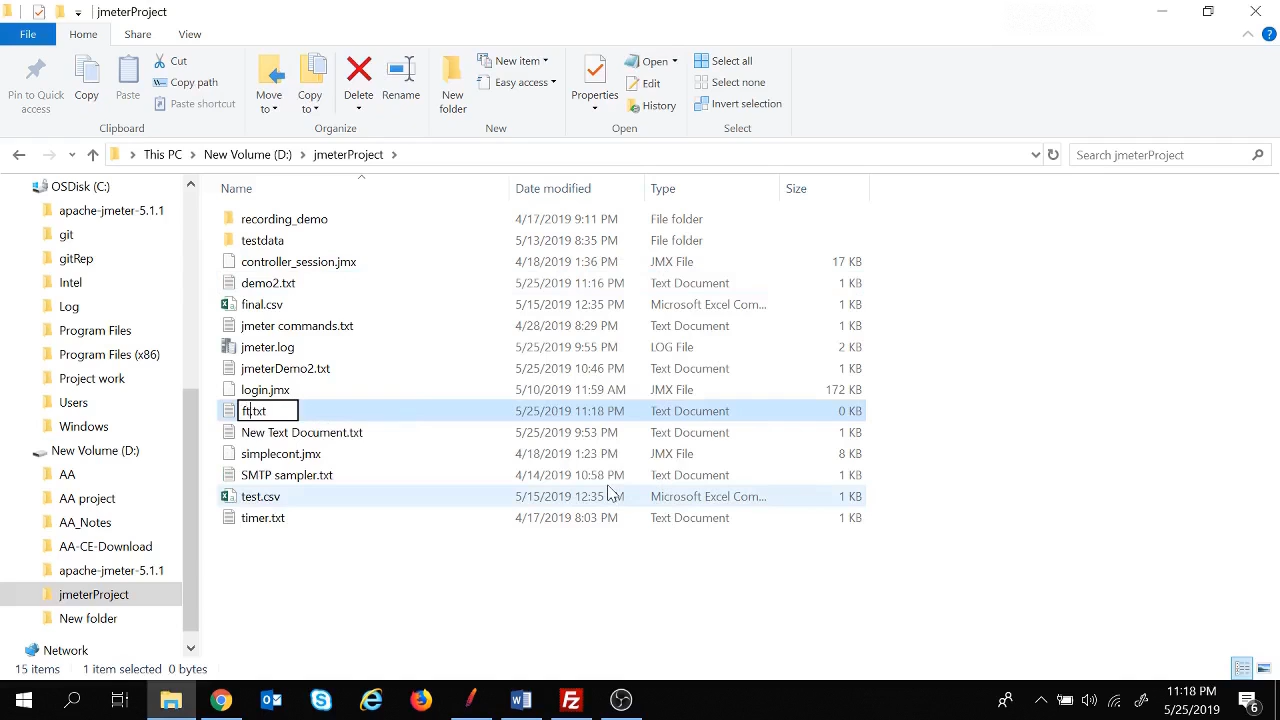 jmeterProject
File Home Share View
Pin to Quick access
Copy
Paste
Cut
Copy path
Paste shortcut
Clipboard
Move to
Copy to
Delete
Rename
Organize
New folder
New item
Easy access
New
Properties
Open
Edit
History
Open
Select all
Select none
Invert selection
Select
This PC > New Volume (D:) > jmeterProject >
Search jmeterProject
OSDisk (C:)
apache-jmeter-5.1.1
git
gitRep
Intel
Log
Program Files
Program Files (x86)
Project work
Users
Windows
New Volume (D:)
AA
AA project
AA_Notes
AA-CE-Download
apache-jmeter-5.1.1
jmeterProject
New folder
Network
Name Date modified Type Size
recording_demo 4/17/2019 9:11 PM File folder
testdata 5/13/2019 8:35 PM File folder
controller_session.jmx 4/18/2019 1:36 PM JMX File 17 KB
demo2.txt 5/25/2019 11:16 PM Text Document 1 KB
final.csv 5/15/2019 12:35 PM Microsoft Excel Com... 1 KB
jmeter commands.txt 4/28/2019 8:29 PM Text Document 1 KB
jmeter.log 5/25/2019 9:55 PM LOG File 2 KB
jmeterDemo2.txt 5/25/2019 10:46 PM Text Document 1 KB
login.jmx 5/10/2019 11:59 AM JMX File 172 KB
ft.txt 5/25/2019 11:18 PM Text Document 0 KB
New Text Document.txt 5/25/2019 9:53 PM Text Document 1 KB
simplecont.jmx 4/18/2019 1:23 PM JMX File 8 KB
SMTP sampler.txt 4/14/2019 10:58 PM Text Document 1 KB
test.csv 5/15/2019 12:35 PM Microsoft Excel Com... 1 KB
timer.txt 4/17/2019 8:03 PM Text Document 1 KB
15 items 1 item selected 0 bytes
11:18 PM
5/25/2019
6